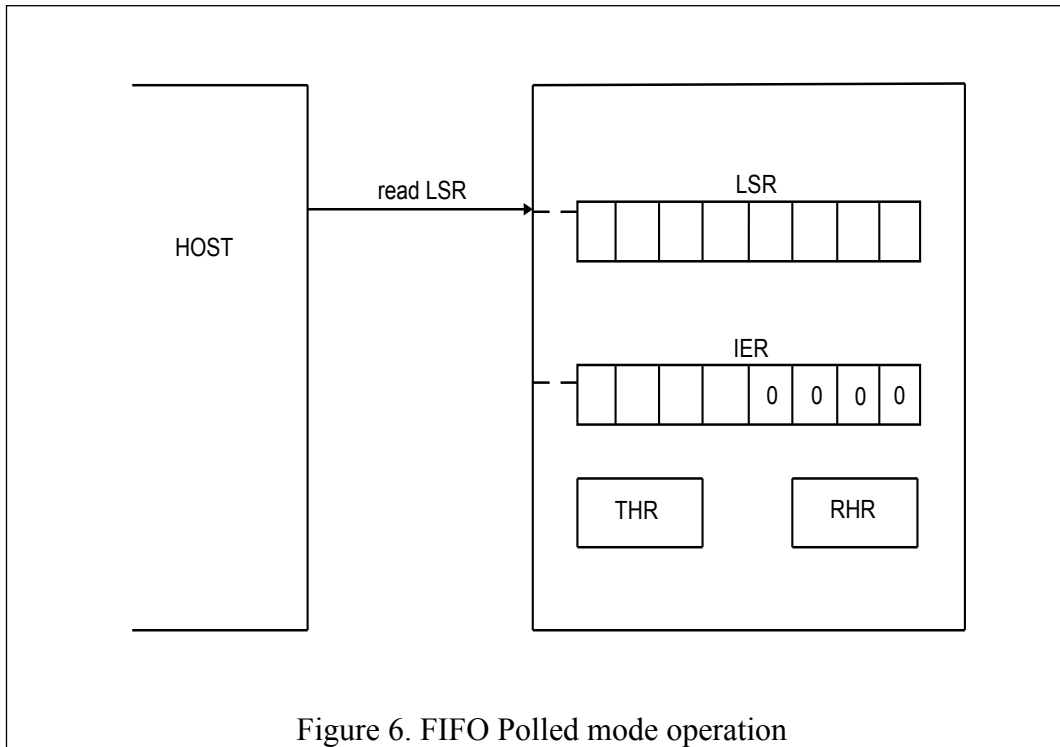 read LSR
LSR
HOST
IER
0 0 0 0
THR RHR
Figure 6. FIFO Polled mode operation